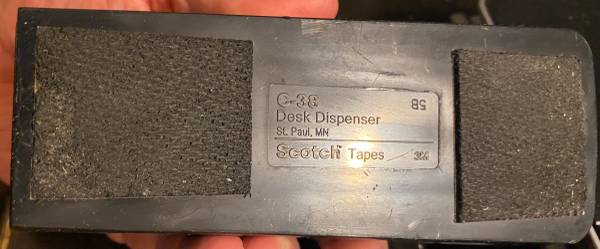 C-38
5B
Desk Dispenser
St. Paul, MN
Scotch Tapes 3M